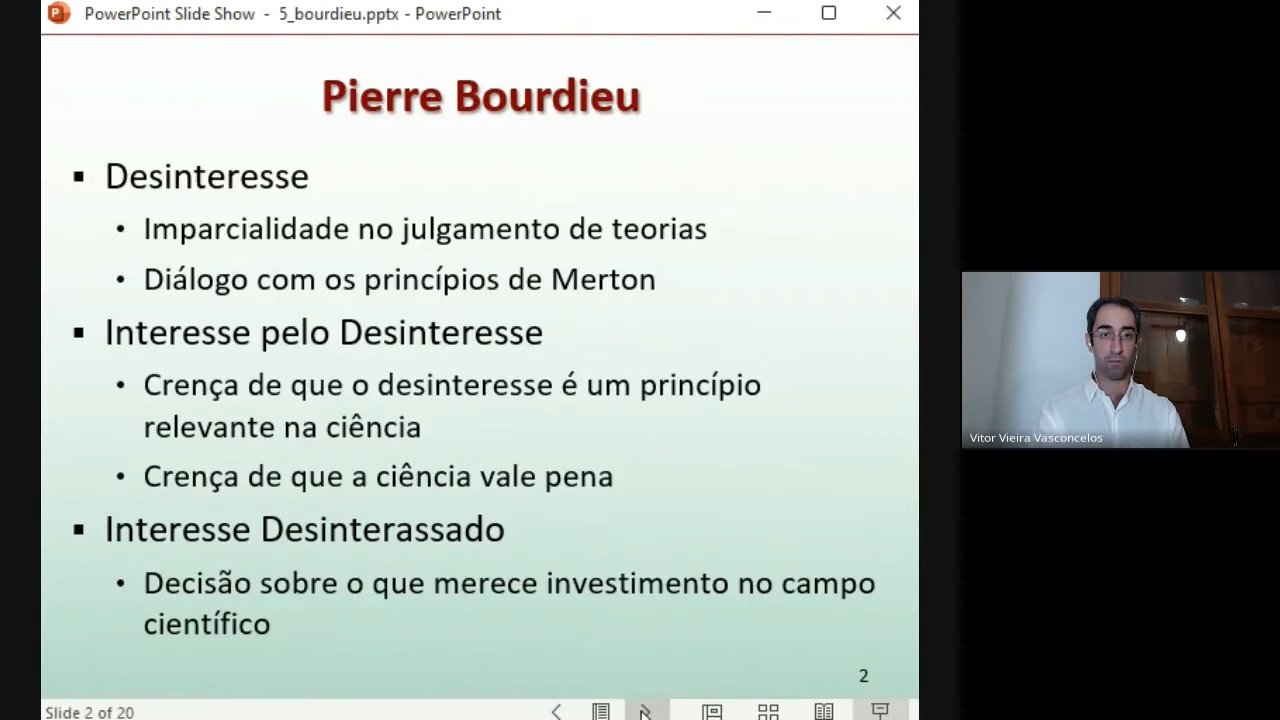 PowerPoint Slide Show - 5_bourdieu.pptx - PowerPoint
Pierre Bourdieu
▪ Desinteresse
• Imparcialidade no julgamento de teorias
• Diálogo com os princípios de Merton
▪ Interesse pelo Desinteresse
• Crença de que o desinteresse é um princípio
relevante na ciência
• Crença de que a ciência vale pena
▪ Interesse Desinterassado
• Decisão sobre o que merece investimento no campo
científico
2
Slide 2 of 20
Vitor Vieira Vasconcelos